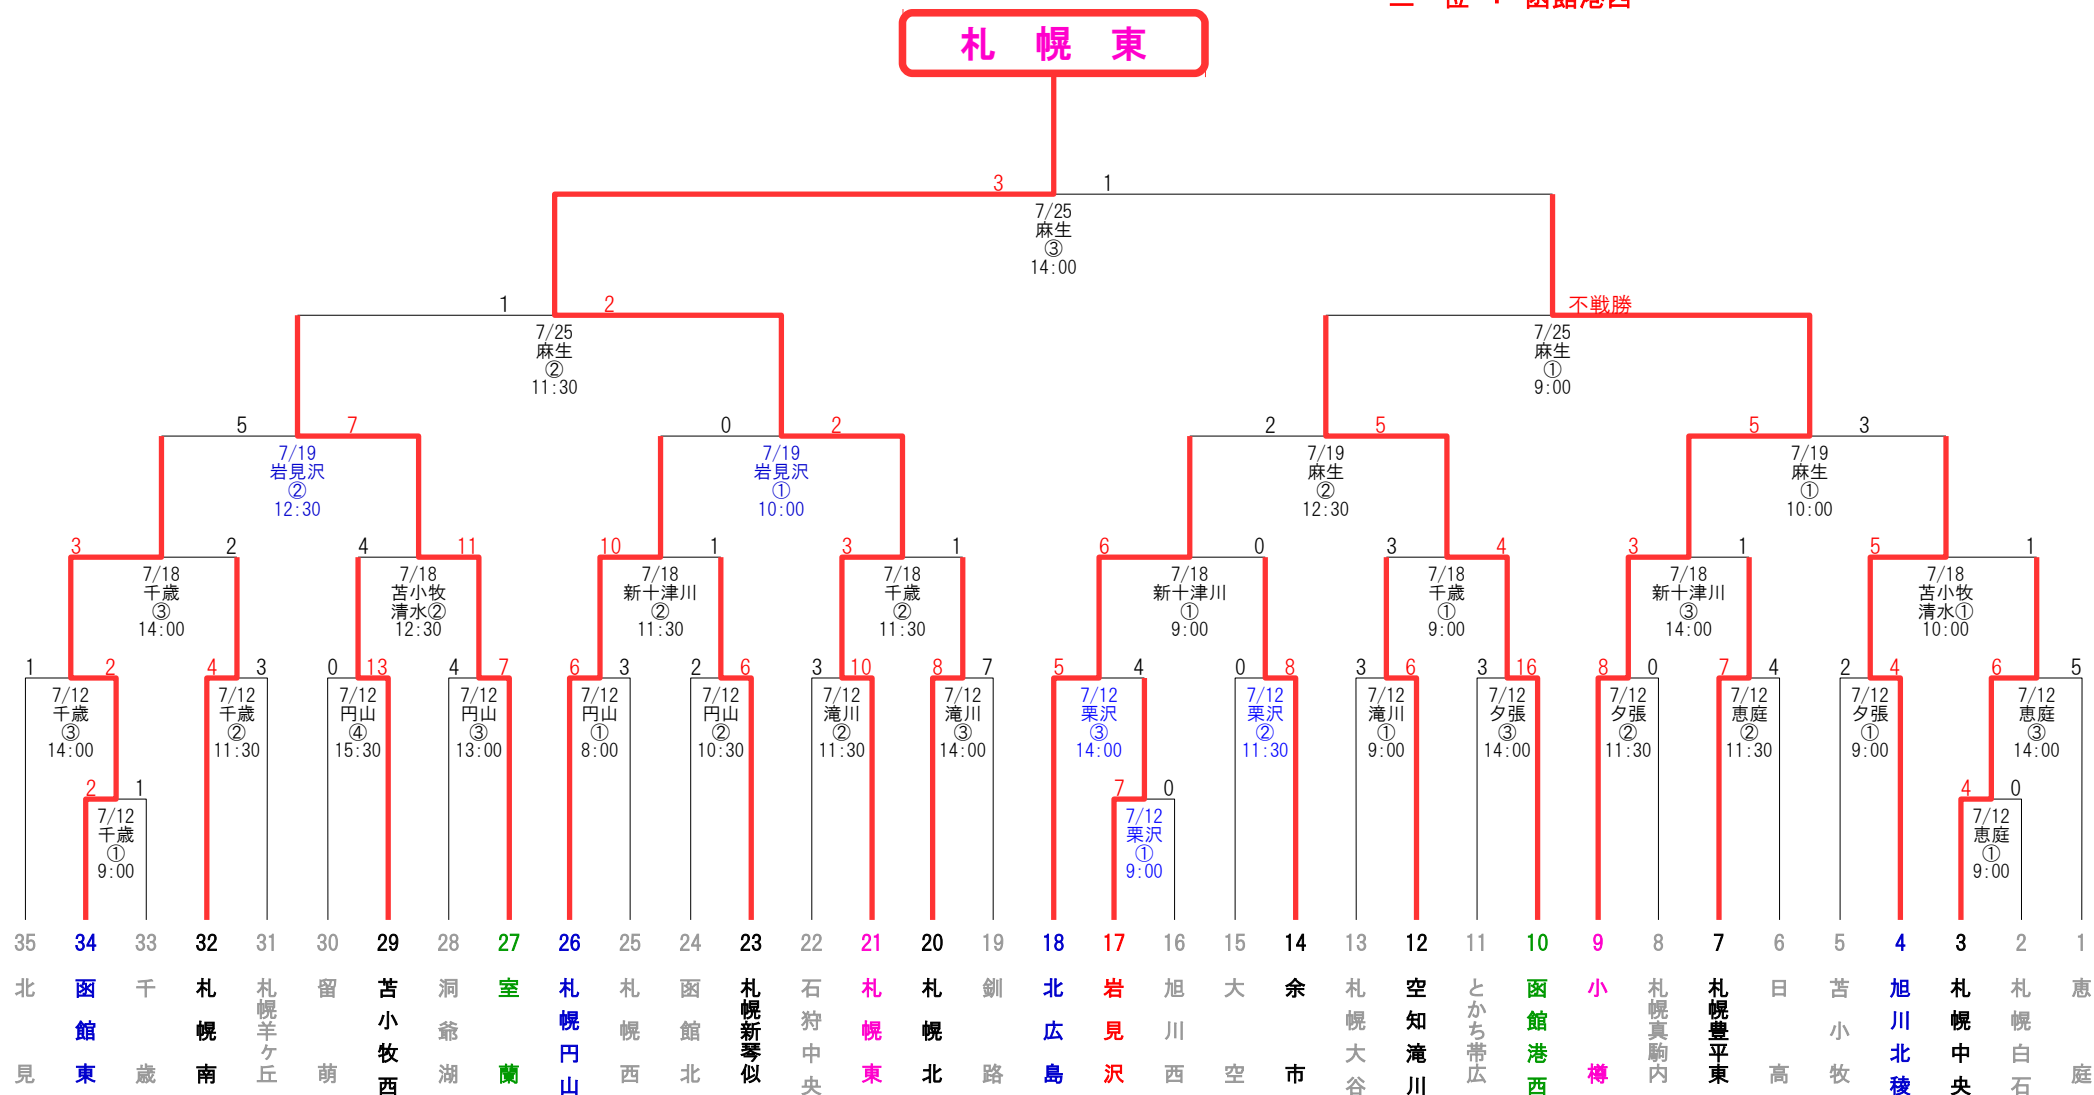 三 位 : 函館港西
札 幌 東
3 1
7/25
麻生
③
14:00
1 2 不戦勝
7/25
麻生
②
11:30
7/25
麻生
①
9:00
5 7 0 2 2 5 5 3
7/19
岩見沢
②
12:30
7/19
岩見沢
①
10:00
7/19
麻生
②
12:30
7/19
麻生
①
10:00
3 2 4 11 10 1 3 1 6 0 3 4 3 1 5 1
7/18
千歳
③
14:00
7/18
苫小牧
清水②
12:30
7/18
新十津川
②
11:30
7/18
千歳
②
11:30
7/18
新十津川
①
9:00
7/18
千歳
①
9:00
7/18
新十津川
③
14:00
7/18
苫小牧
清水①
10:00
1 2 4 3 0 13 4 7 6 3 2 6 3 10 8 7 5 4 0 8 3 6 3 16 8 0 7 4 2 4 6 5
7/12
千歳
③
14:00
7/12
千歳
②
11:30
7/12
円山
④
15:30
7/12
円山
③
13:00
7/12
円山
①
8:00
7/12
円山
②
10:30
7/12
滝川
②
11:30
7/12
滝川
③
14:00
7/12
栗沢
③
14:00
7/12
栗沢
②
11:30
7/12
滝川
①
9:00
7/12
夕張
③
14:00
7/12
夕張
②
11:30
7/12
恵庭
②
11:30
7/12
夕張
①
9:00
7/12
恵庭
③
14:00
2 1 7 0 4 0
7/12
千歳
①
9:00
7/12
栗沢
①
9:00
7/12
恵庭
①
9:00
35 34 33 32 31 30 29 28 27 26 25 24 23 22 21 20 19 18 17 16 15 14 13 12 11 10 9 8 7 6 5 4 3 2 1
北見
函館東
千歳
札幌南
札幌羊ヶ丘
留萌
苫小牧西
洞爺湖
室蘭
札幌円山
札幌西
函館北
札幌新琴似
石狩中央
札幌東
札幌北
釧路
北広島
岩見沢
旭川西
大空
余市
札幌大谷
空知滝川
とかち帯広
函館港西
小樽
札幌真駒内
札幌豊平東
日高
苫小牧
旭川北稜
札幌中央
札幌白石
恵庭